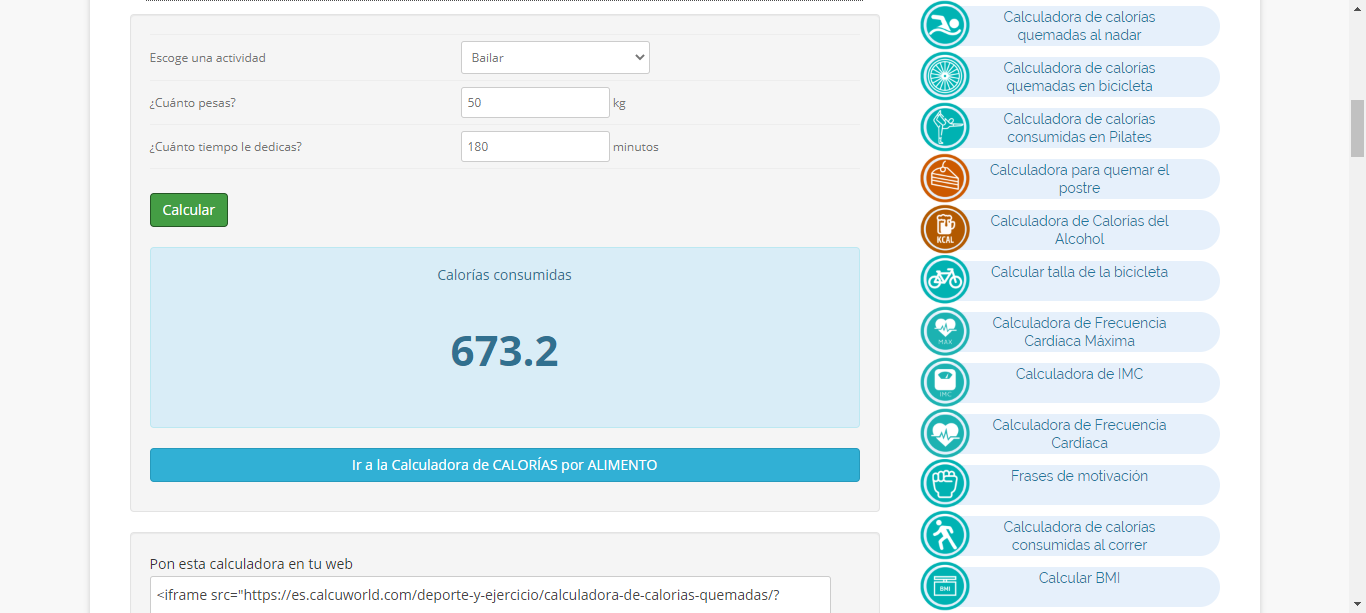 Escoge una actividad
Bailar
¿Cuánto pesas?
50
kg
¿Cuánto tiempo le dedicas?
180
minutos
Calcular
Calorías consumidas
673.2
Ir a la Calculadora de CALORÍAS por ALIMENTO
Pon esta calculadora en tu web
<iframe src="https://es.calcuworld.com/deporte-y-ejercicio/calculadora-de-calorias-quemadas/?
Calculadora de calorías
quemadas al nadar
Calculadora de calorías
quemadas en bicicleta
Calculadora de calorías
consumidas en Pilates
Calculadora para quemar el
postre
KCAL
Calculadora de Calorías del
Alcohol
Calcular talla de la bicicleta
MAX
Calculadora de Frecuencia
Cardíaca Máxima
IMC
Calculadora de IMC
Calculadora de Frecuencia
Cardíaca
Frases de motivación
Calculadora de calorías
consumidas al correr
BMI
Calcular BMI